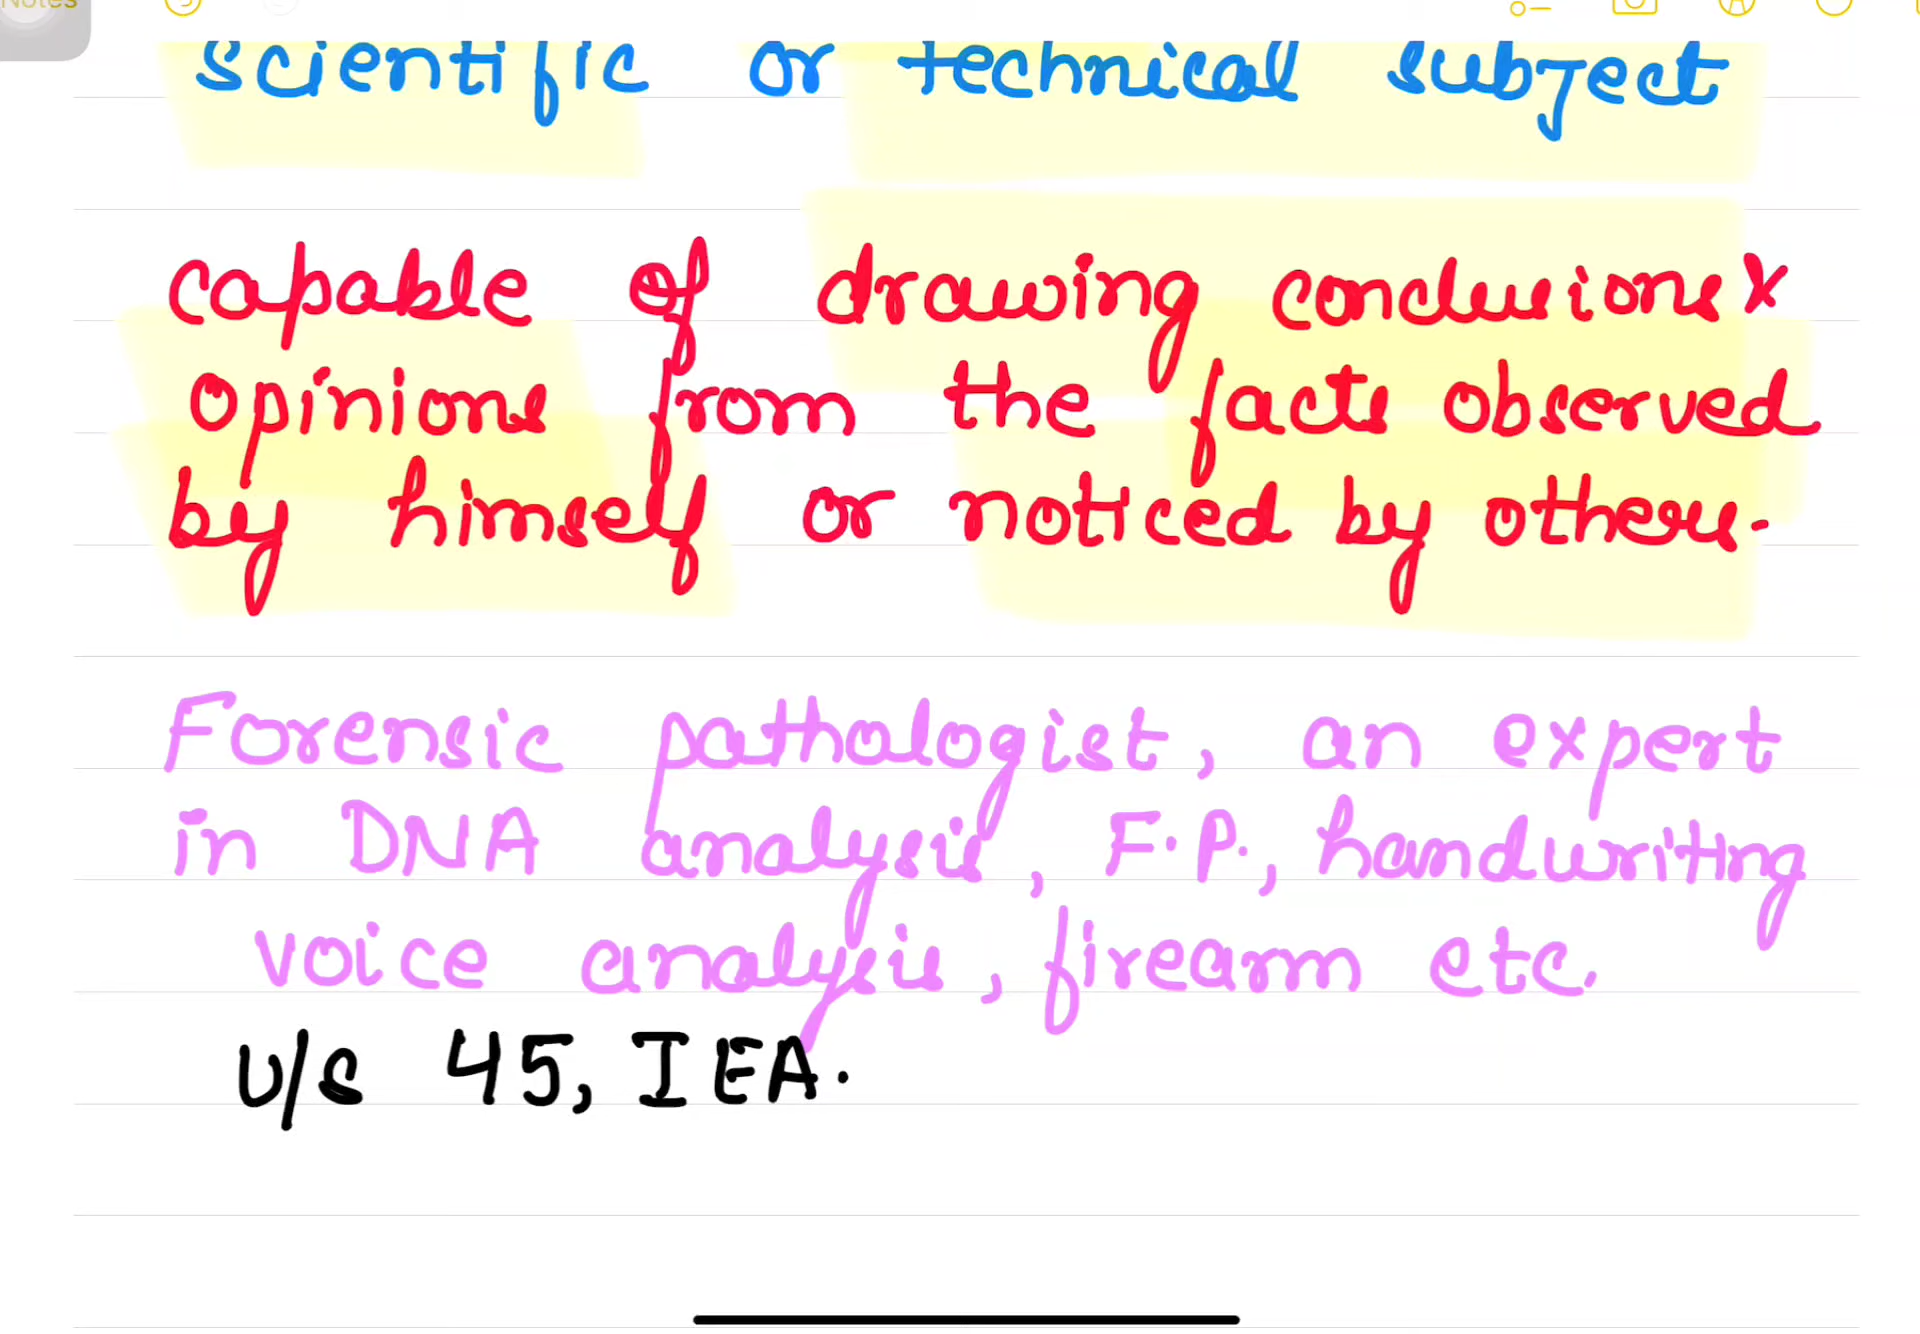 Notes
scientific or technical subject
capable of drawing conclusions &
opinions from the facts observed
by himself or noticed by others.
Forensic pathologist, an expert
in DNA analysis, F.P., handwriting
voice analysis, firearm etc.
U/s 45, IEA.